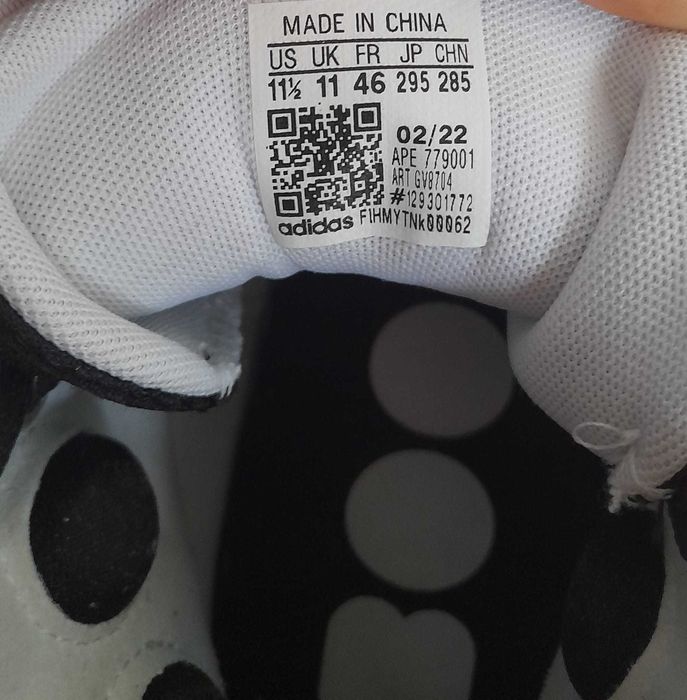 MADE IN CHINA
US UK FR JP CHN
11½ 11 46 295 285
02/22
APE 779001
ART GV8704
#129301772
adidas F1HMYTNk00062